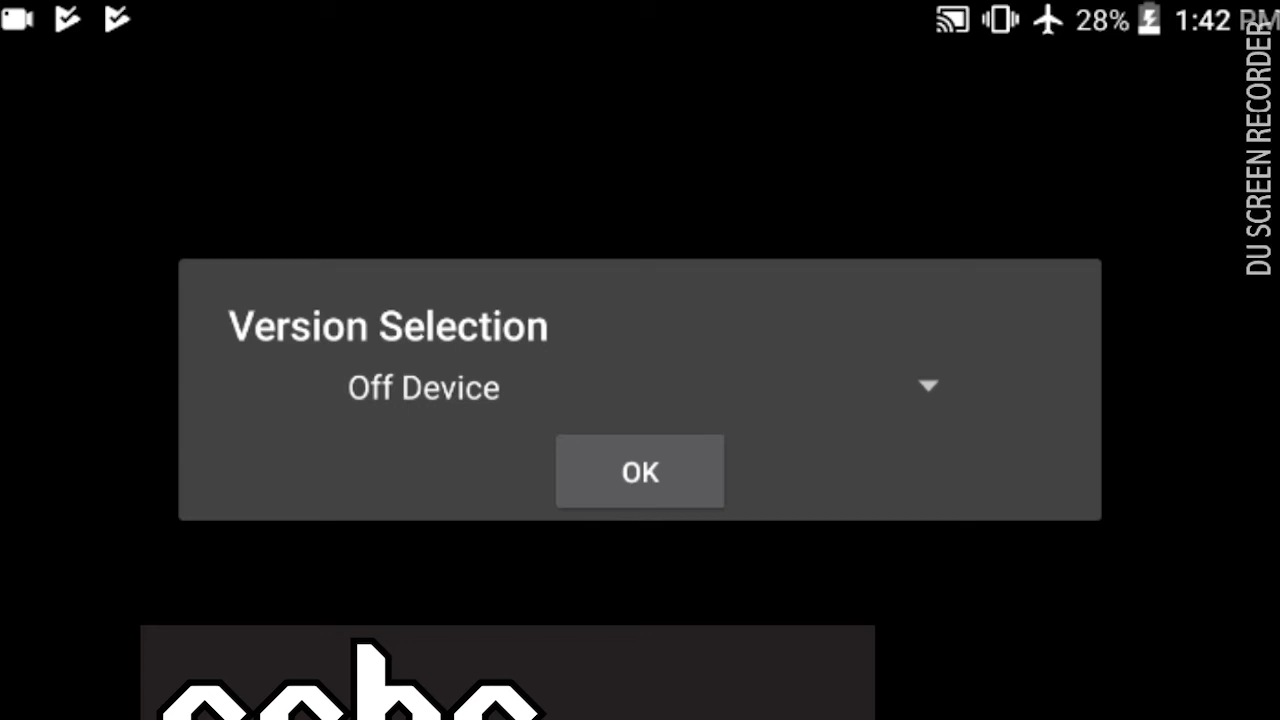 28% 1:42 PM
DU SCREEN RECORDER
Version Selection
Off Device
OK